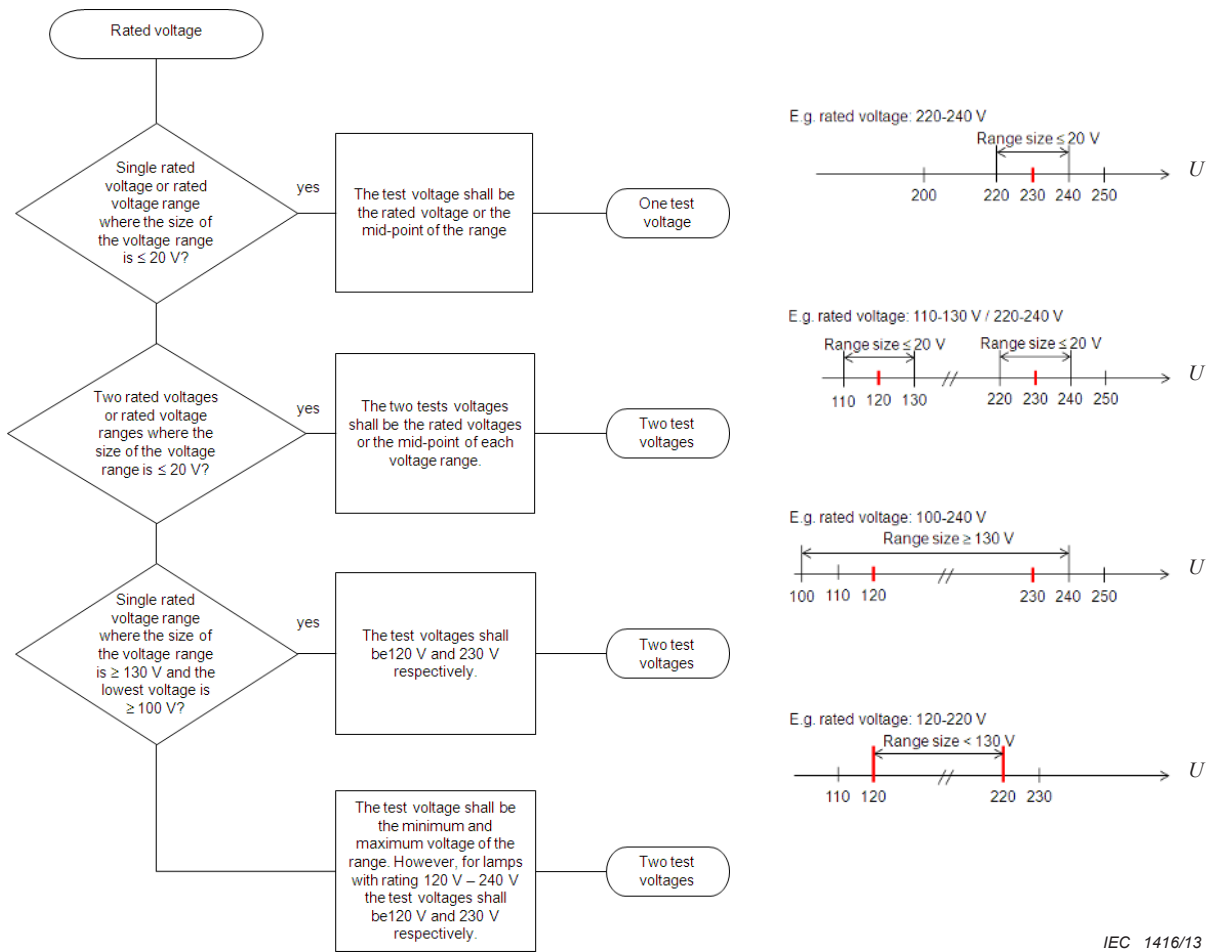 Rated voltage
Single rated
voltage or rated
voltage range
where the size of
the voltage range
is ≤ 20 V?
yes
The test voltage shall be
the rated voltage or the
mid-point of the range
One test
voltage
E.g. rated voltage: 220-240 V
Range size ≤ 20 V
U
200 220 230 240 250
Two rated voltages
or rated voltage
ranges where the
size of the voltage
range is ≤ 20 V?
yes
The two tests voltages
shall be the rated voltages
or the mid-point of each
voltage range.
Two test
voltages
E.g. rated voltage: 110-130 V / 220-240 V
Range size ≤ 20 V Range size ≤ 20 V
U
110 120 130 // 220 230 240 250
Single rated
voltage range
where the size of
the voltage range
is ≥ 130 V and the
lowest voltage is
≥ 100 V?
yes
The test voltages shall
be120 V and 230 V
respectively.
Two test
voltages
E.g. rated voltage: 100-240 V
Range size ≥ 130 V
U
100 110 120 // 230 240 250
The test voltage shall be
the minimum and
maximum voltage of the
range. However, for lamps
with rating 120 V – 240 V
the test voltages shall
be120 V and 230 V
respectively.
Two test
voltages
E.g. rated voltage: 120-220 V
Range size < 130 V
U
110 120 // 220 230
IEC 1416/13